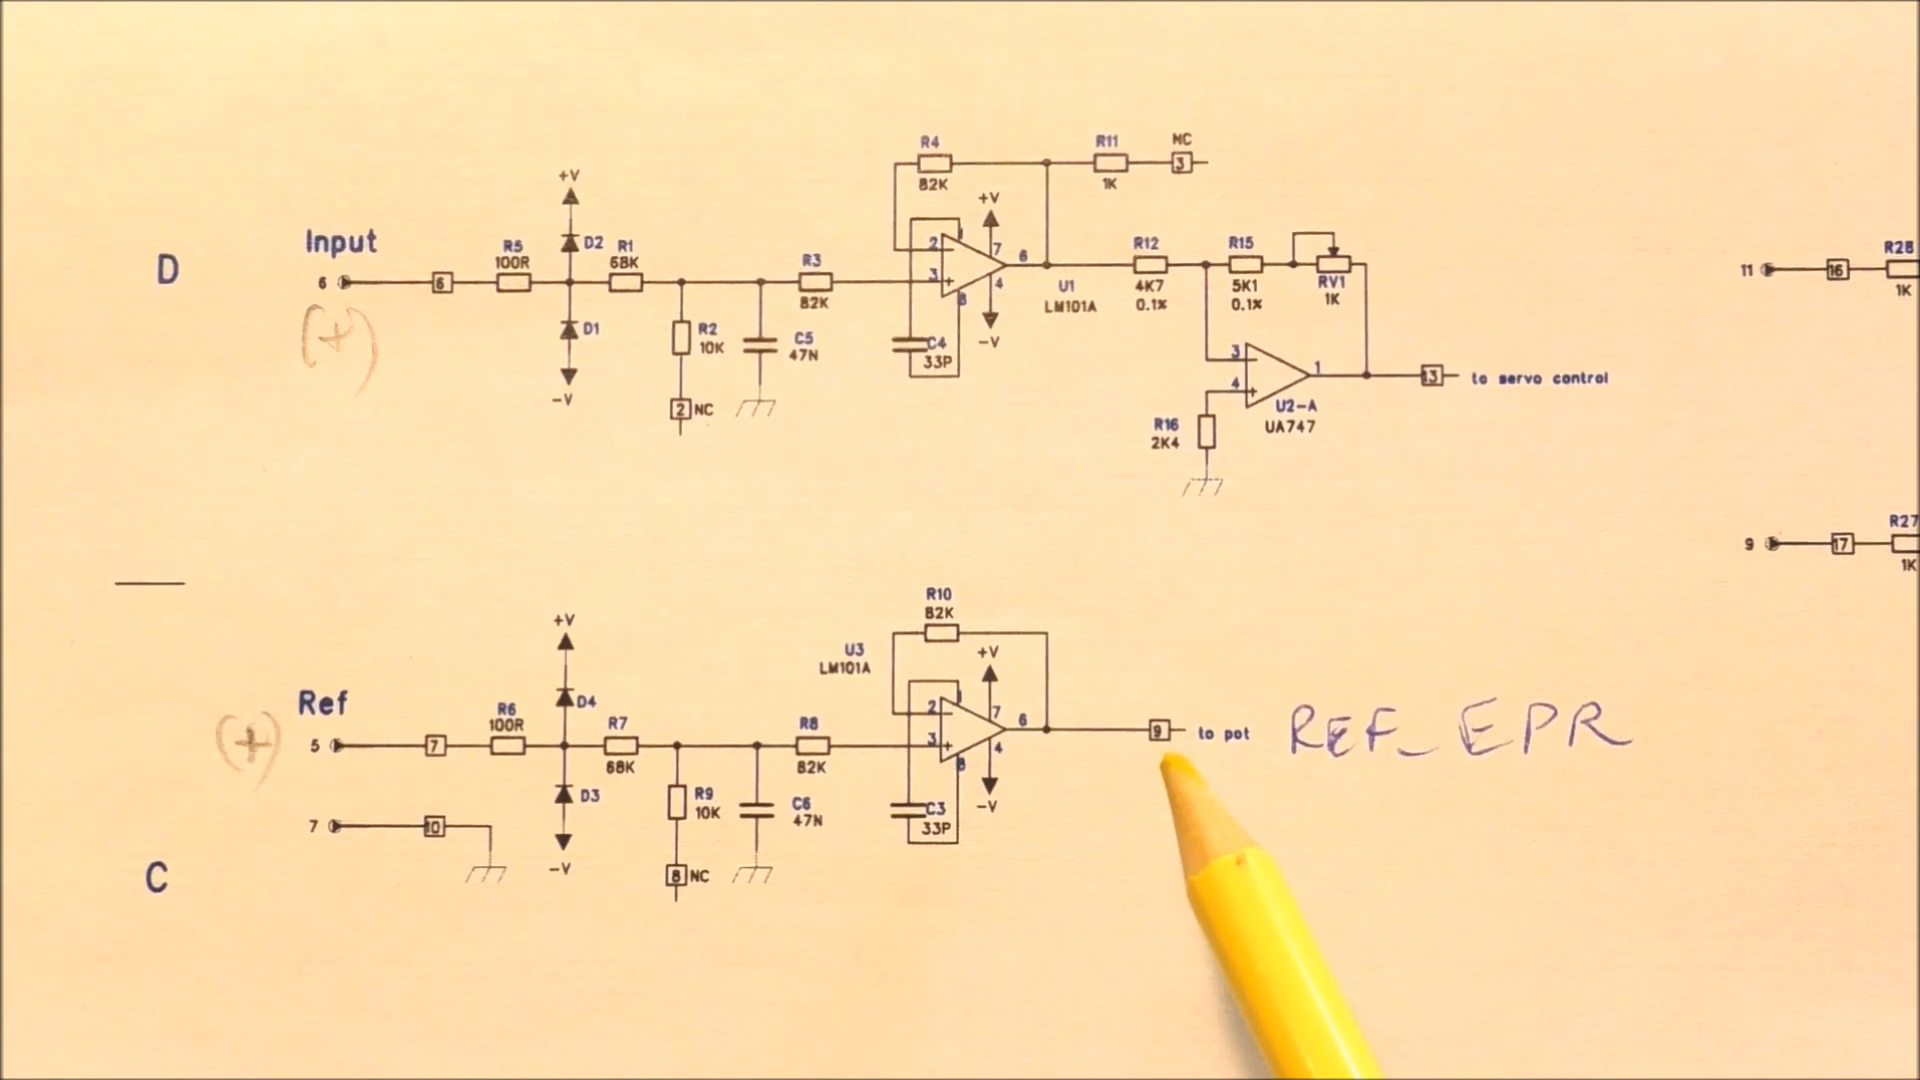 D
Input
(+)
6
6
R5
100R
+V
D2
D1
-V
R1
68K
R2
10K
2 NC
C5
47N
R3
82K
R4
82K
2
3
1
8
+V
7
6
4
-V
C4
33P
U1
LM101A
R11
1K
NC
3
R12
4K7
0.1%
R15
5K1
0.1%
RV1
1K
3
4
1
U2-A
UA747
R16
2K4
13 to servo control
11
16
R28
1K
9
17
R27
1K
C
Ref
(+)
5
7
R6
100R
7
10
+V
D4
D3
-V
R7
68K
R9
10K
8 NC
C6
47N
R8
82K
U3
LM101A
R10
82K
2
3
1
8
+V
7
6
4
-V
C3
33P
9 to pot
REF_EPR